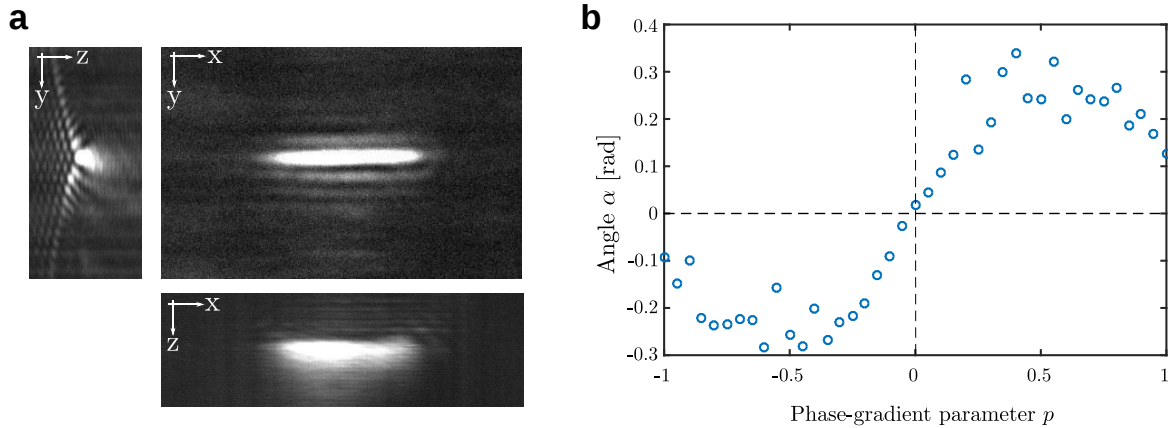 a
z
y
x
y
x
z
b
0.4
0.3
0.2
0.1
0
-0.1
-0.2
-0.3
-1
-0.5
0
0.5
1
Angle α [rad]
Phase-gradient parameter p